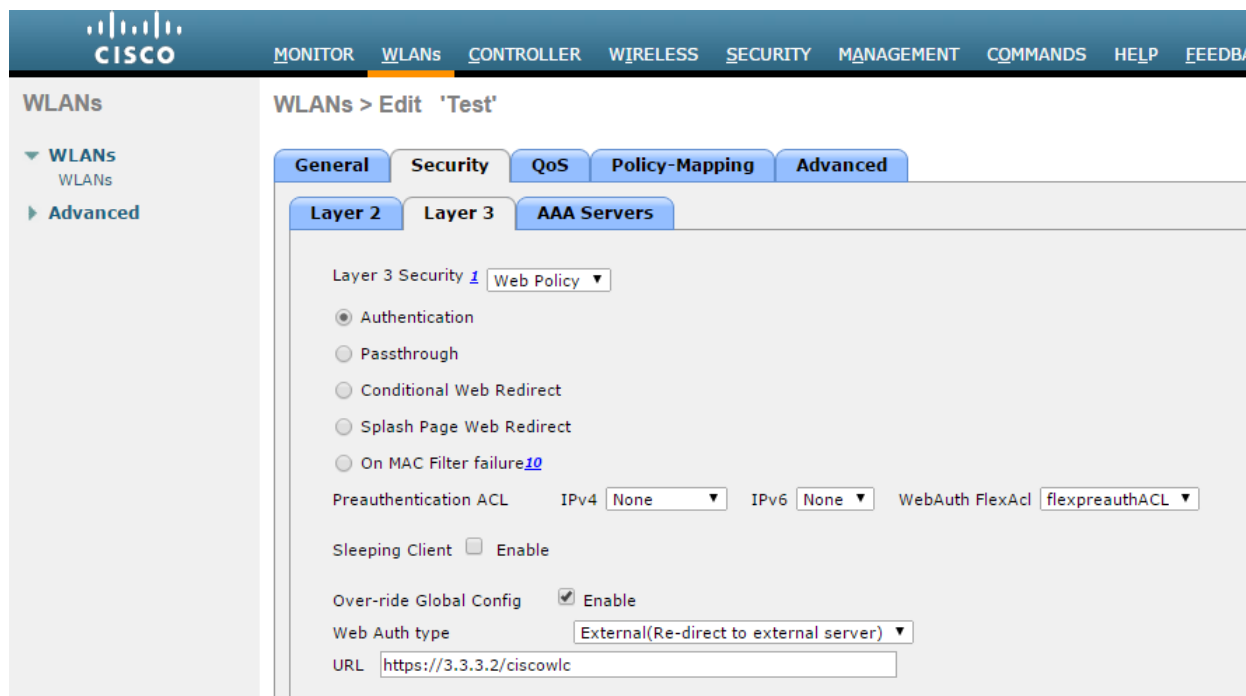 CISCO
MONITOR WLANs CONTROLLER WIRELESS SECURITY MANAGEMENT COMMANDS HELP FEEDBA
WLANs
WLANs
WLANs
Advanced
WLANs > Edit 'Test'
General Security QoS Policy-Mapping Advanced
Layer 2 Layer 3 AAA Servers
Layer 3 Security 1 Web Policy
Authentication
Passthrough
Conditional Web Redirect
Splash Page Web Redirect
On MAC Filter failure10
Preauthentication ACL IPv4 None IPv6 None WebAuth FlexAcl flexpreauthACL
Sleeping Client Enable
Over-ride Global Config Enable
Web Auth type External(Re-direct to external server)
URL https://3.3.3.2/ciscowlc